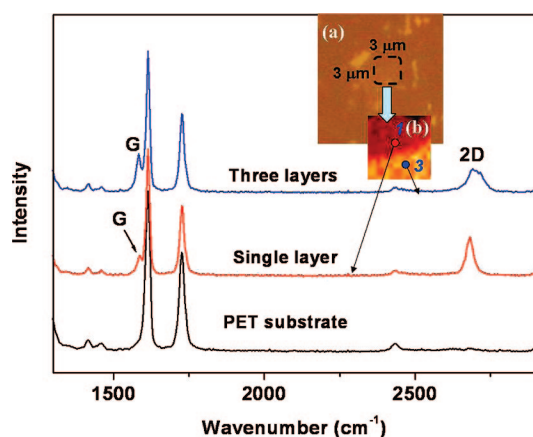 (a)
3 μm
3 μm
(b)
1
3
G
2D
Three layers
G
Single layer
PET substrate
Intensity
1500
2000
2500
Wavenumber (cm⁻¹)